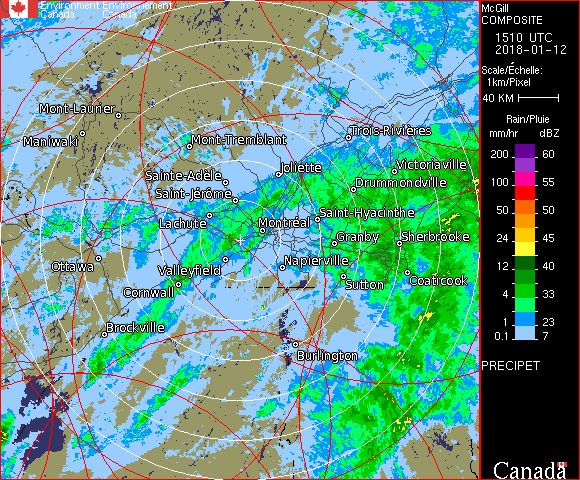 Environment Environnement
Canada Canada
McGill
COMPOSITE
1510 UTC
2018-01-12
Scale/Échelle:
1km/Pixel
40 KM
Rain/Pluie
mm/hr dBZ
200 60
100 55
50 50
24 45
12 40
4 33
1 23
0.1 7
PRECIPET
Canada
Mont-Laurier
Maniwaki
Mont-Tremblant
Trois-Rivières
Sainte-Adèle
Joliette
Victoriaville
Saint-Jérôme
Drummondville
Lachute
Montréal
Saint-Hyacinthe
Granby
Sherbrooke
Ottawa
Valleyfield
Napierville
Cornwall
Sutton
Coaticook
Brockville
Burlington